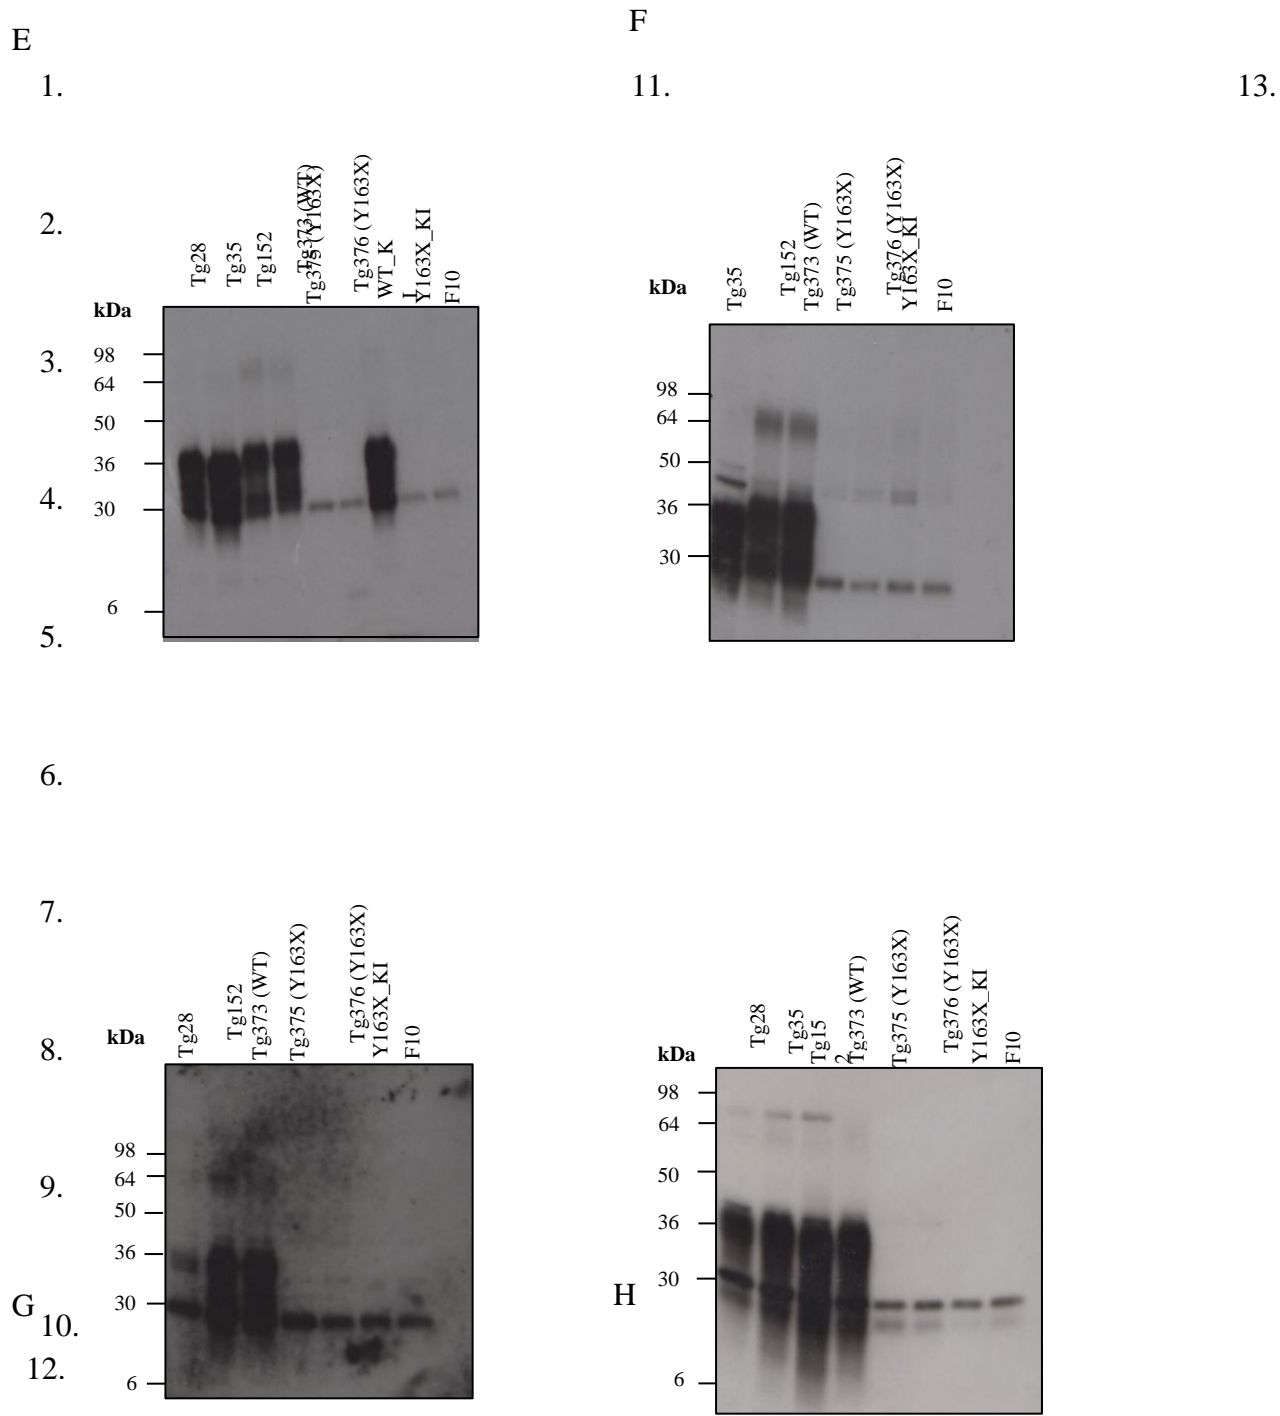 E
F
1.
11.
13.
2.
3.
4.
5.
6.
7.
8.
9.
G
10.
12.
H
Tg28
Tg35
Tg152
Tg373 (WT)
Tg375 (Y163X)
Tg376 (Y163X)
WT_K
I
Y163X_KI
F10
kDa
98
64
50
36
30
6
Tg35
Tg152
Tg373 (WT)
Tg375 (Y163X)
Tg376 (Y163X)
Y163X_KI
F10
kDa
98
64
50
36
30
Tg28
Tg152
Tg373 (WT)
Tg375 (Y163X)
Tg376 (Y163X)
Y163X_KI
F10
kDa
98
64
50
36
30
6
Tg28
Tg35
Tg15
2
Tg373 (WT)
Tg375 (Y163X)
Tg376 (Y163X)
Y163X_KI
F10
kDa
98
64
50
36
30
6